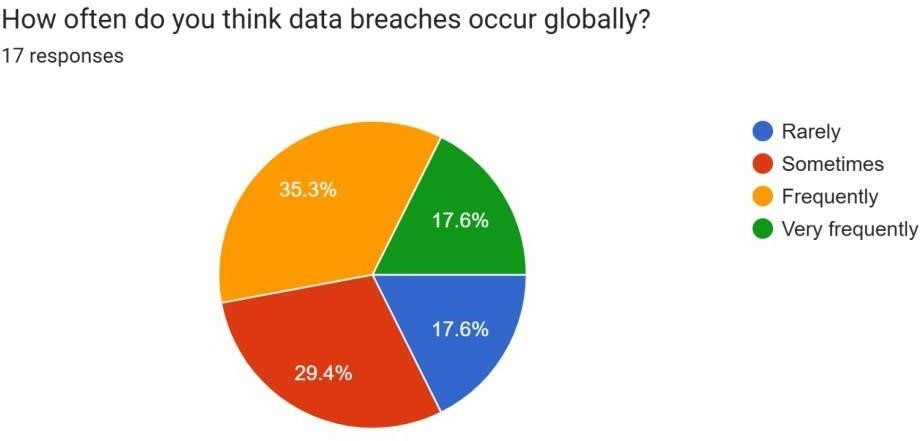 How often do you think data breaches occur globally?
17 responses
35.3%
17.6%
17.6%
29.4%
Rarely
Sometimes
Frequently
Very frequently